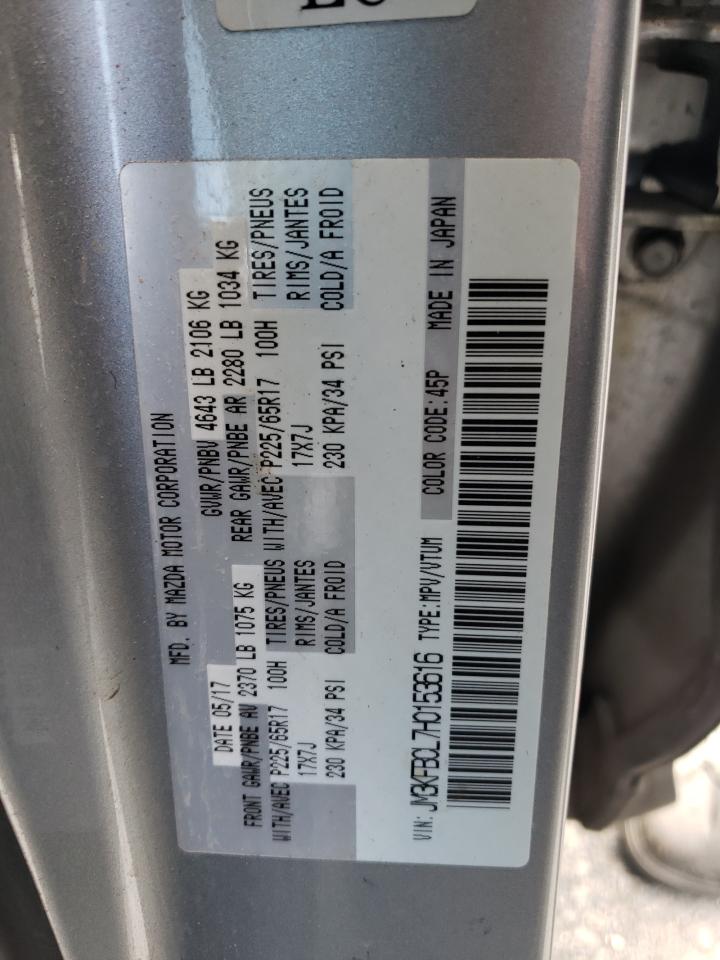 MFD. BY MAZDA MOTOR CORPORATION
DATE 05/17 GVWR/PNBV 4643 LB 2106 KG
FRONT GAWR/PNBE AV 2370 LB 1075 KG REAR GAWR/PNBE AR 2280 LB 1034 KG
WITH/AVEC P225/65R17 100H TIRES/PNEUS WITH/AVEC P225/65R17 100H TIRES/PNEUS
17X7J RIMS/JANTES 17X7J RIMS/JANTES
230 KPA/34 PSI COLD/A FROID 230 KPA/34 PSI COLD/A FROID
VIN: JM3KFBCL7H0153616 TYPE:MPV/VTUM COLOR CODE:45P MADE IN JAPAN